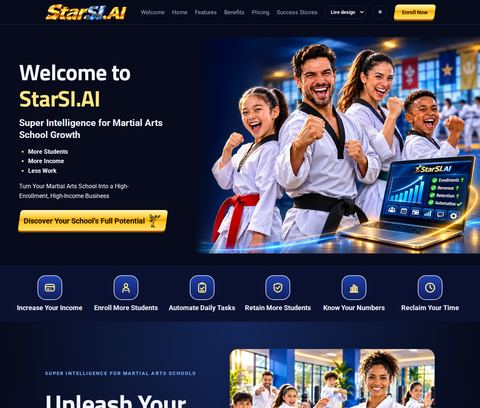 StarSI.AI
Welcome Home Features Benefits Pricing Success Stories Live design Enroll Now
Welcome to
StarSI.AI
Super Intelligence for Martial Arts
School Growth
• More Students
• More Income
• Less Work
Turn Your Martial Arts School Into a High-
Enrollment, High-Income Business
Discover Your School's Full Potential
StarSI.AI
Enrollments
Revenue
Retention
Automation
Increase Your Income Enroll More Students Automate Daily Tasks Retain More Students Know Your Numbers Reclaim Your Time
SUPER INTELLIGENCE FOR MARTIAL ARTS SCHOOLS
Unleash Your